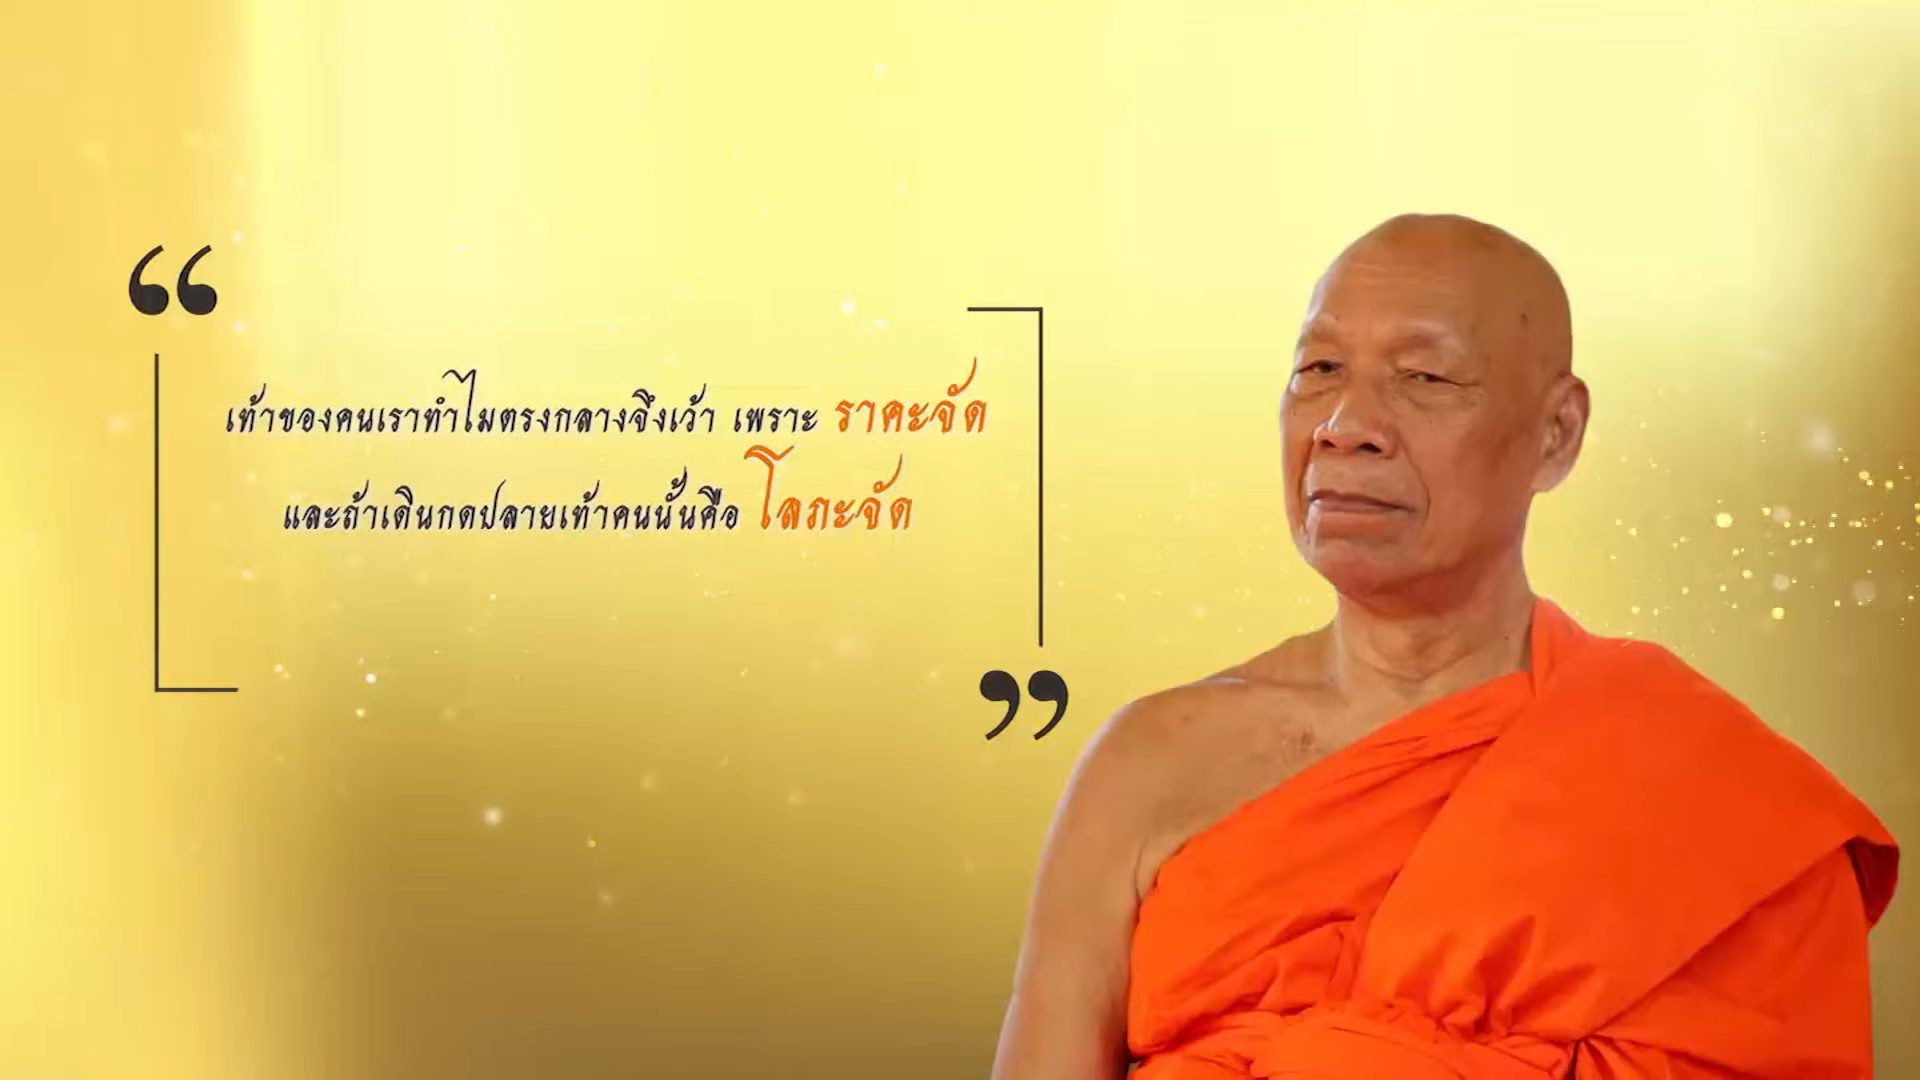 “
เท้าของคนเราทำไมตรงกลางจึงเว้า เพราะ ราคะจัด
และถ้าเดินกดปลายเท้าคนนั้นคือ โลภะจัด
”